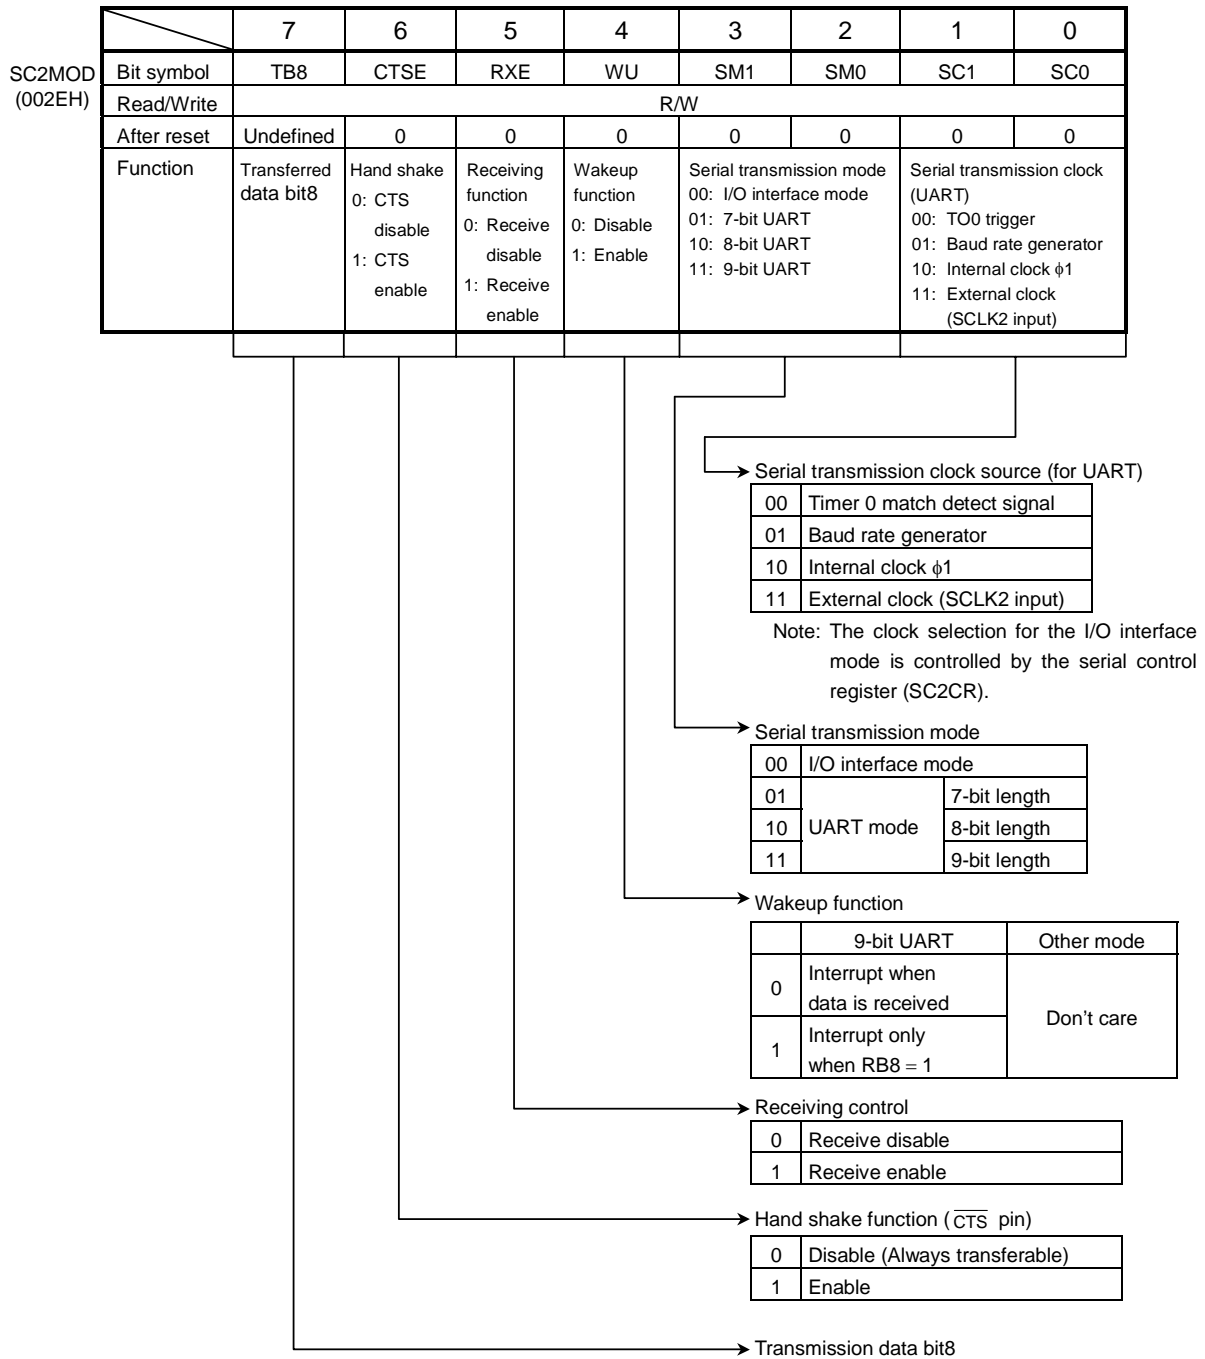 7 6 5 4 3 2 1 0
SC2MOD (002EH)
Bit symbol TB8 CTSE RXE WU SM1 SM0 SC1 SC0
Read/Write R/W
After reset Undefined 0 0 0 0 0 0 0
Function
Transferred
data bit8
Hand shake
0: CTS
disable
1: CTS
enable
Receiving
function
0: Receive
disable
1: Receive
enable
Wakeup
function
0: Disable
1: Enable
Serial transmission mode
00: I/O interface mode
01: 7-bit UART
10: 8-bit UART
11: 9-bit UART
Serial transmission clock
(UART)
00: TO0 trigger
01: Baud rate generator
10: Internal clock ϕ1
11: External clock
(SCLK2 input)
Serial transmission clock source (for UART)
00 Timer 0 match detect signal
01 Baud rate generator
10 Internal clock ϕ1
11 External clock (SCLK2 input)
Note: The clock selection for the I/O interface
mode is controlled by the serial control
register (SC2CR).
Serial transmission mode
00 I/O interface mode
01 7-bit length
10 UART mode 8-bit length
11 9-bit length
Wakeup function
9-bit UART Other mode
0 Interrupt when
data is received
Don't care
1 Interrupt only
when RB8 = 1
Receiving control
0 Receive disable
1 Receive enable
Hand shake function (C̅T̅S̅ pin)
0 Disable (Always transferable)
1 Enable
Transmission data bit8